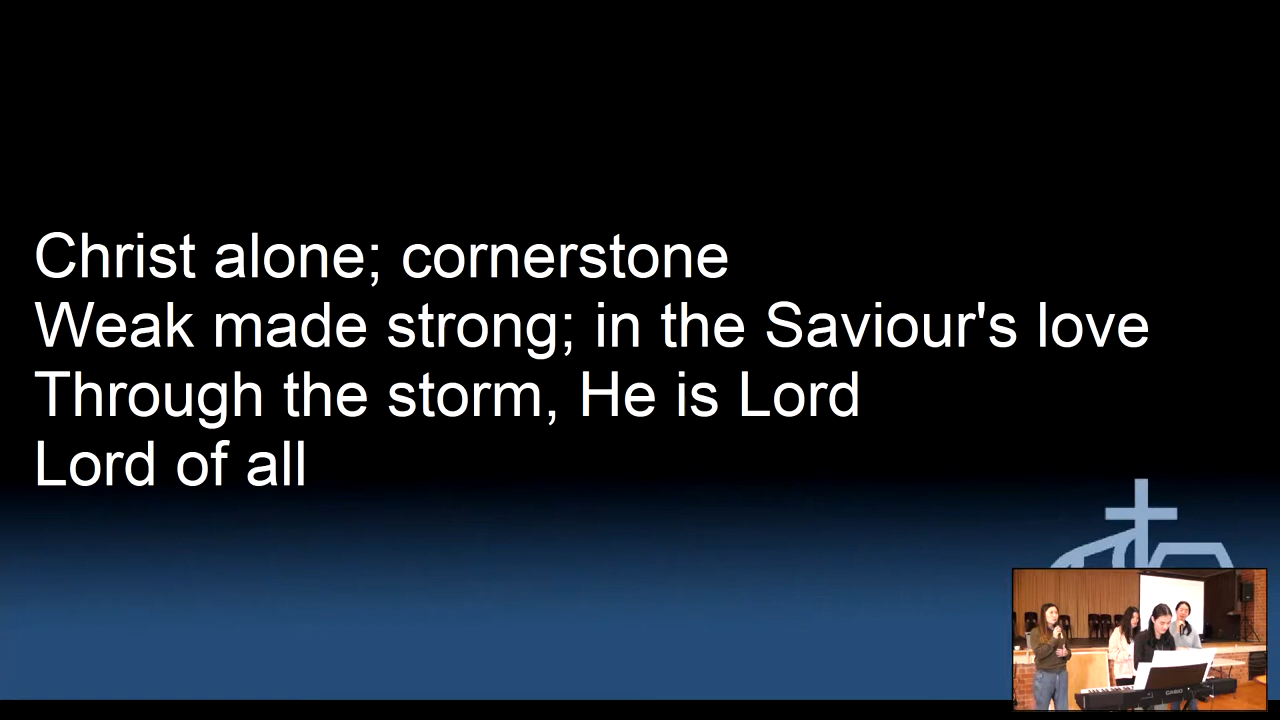 Christ alone; cornerstone
Weak made strong; in the Saviour's love
Through the storm, He is Lord
Lord of all
CASIO